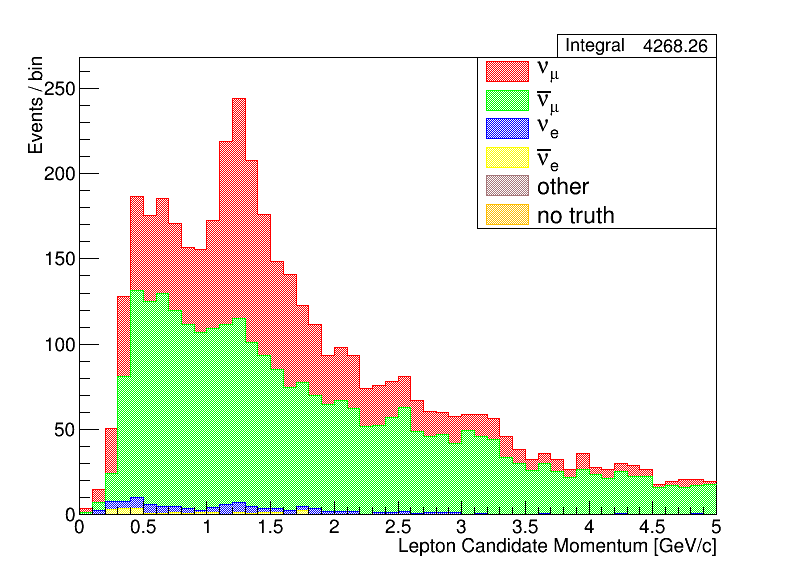 Integral 4268.26
Events / bin
250
200
150
100
50
0
ν_μ
ν̅_μ
ν_e
ν̅_e
other
no truth
0 0.5 1 1.5 2 2.5 3 3.5 4 4.5 5
Lepton Candidate Momentum [GeV/c]